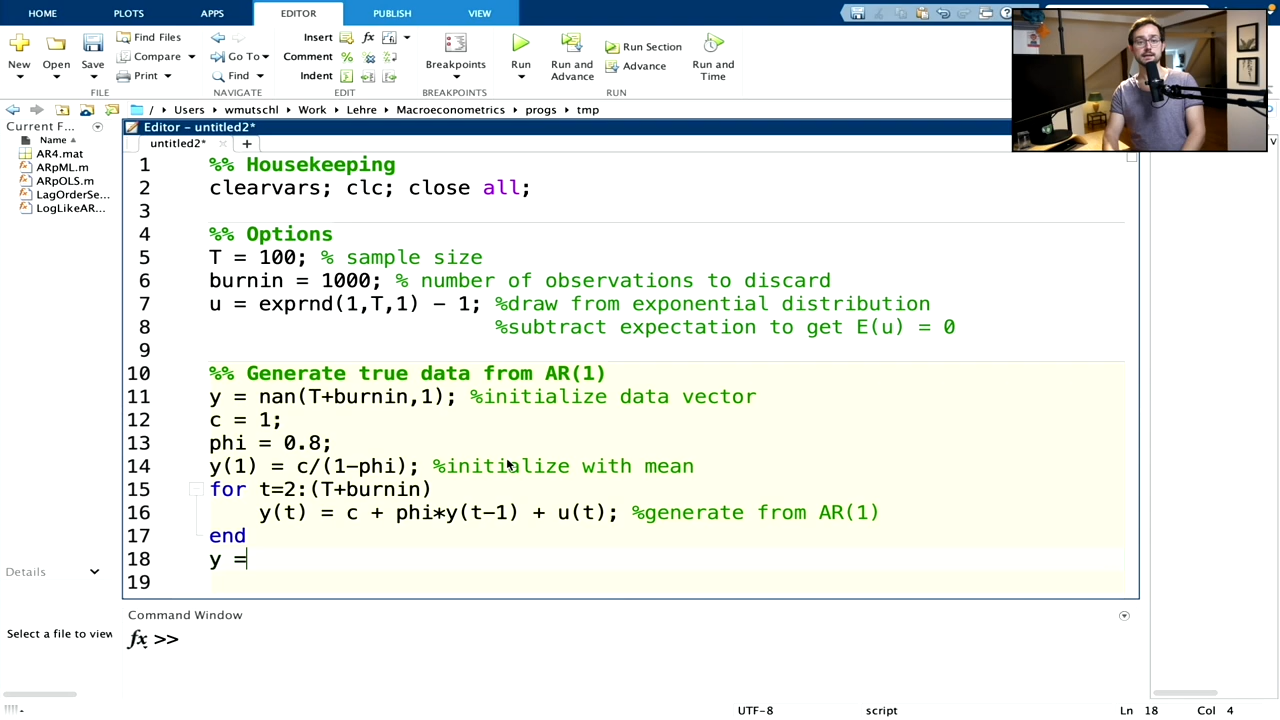 HOME PLOTS APPS EDITOR PUBLISH VIEW
New Open Save Find Files Compare Print Go To Find Insert Comment Indent fx Breakpoints Run Run and Advance Run Section Advance Run and Time
FILE NAVIGATE EDIT BREAKPOINTS RUN
/ Users wmutschl Work Lehre Macroeconometrics progs tmp
Current F...
Name
AR4.mat
ARpML.m
ARpOLS.m
LagOrderSe...
LogLikeAR...
Details
Select a file to view
Editor - untitled2*
untitled2* +
1 %% Housekeeping
2 clearvars; clc; close all;
3
4 %% Options
5 T = 100; % sample size
6 burnin = 1000; % number of observations to discard
7 u = exprnd(1,T,1) - 1; %draw from exponential distribution
8 %subtract expectation to get E(u) = 0
9
10 %% Generate true data from AR(1)
11 y = nan(T+burnin,1); %initialize data vector
12 c = 1;
13 phi = 0.8;
14 y(1) = c/(1-phi); %initialize with mean
15 for t=2:(T+burnin)
16 y(t) = c + phi*y(t-1) + u(t); %generate from AR(1)
17 end
18 y =
19
Command Window
fx >>
UTF-8 script Ln 18 Col 4